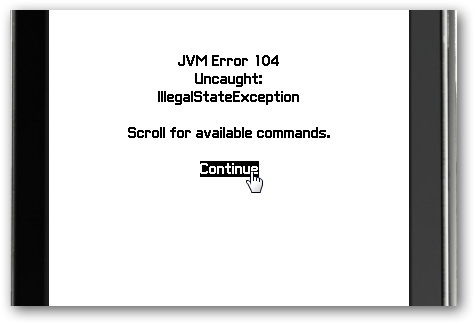 JVM Error 104
Uncaught:
IllegalStateException
Scroll for available commands.
Continue